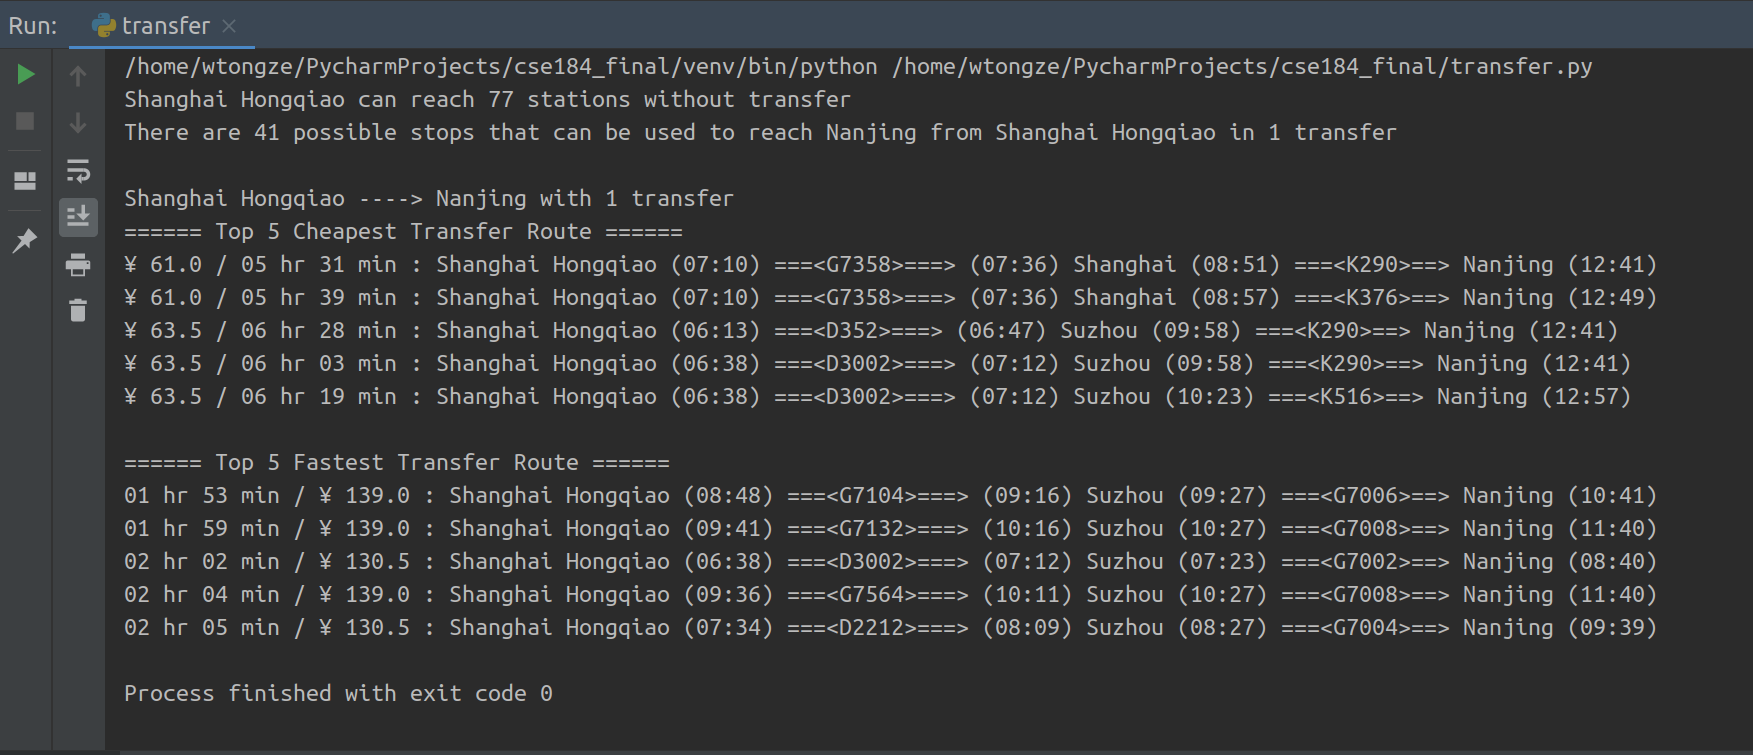 Run: transfer
/home/wtongze/PycharmProjects/cse184_final/venv/bin/python /home/wtongze/PycharmProjects/cse184_final/transfer.py
Shanghai Hongqiao can reach 77 stations without transfer
There are 41 possible stops that can be used to reach Nanjing from Shanghai Hongqiao in 1 transfer
Shanghai Hongqiao ----> Nanjing with 1 transfer
====== Top 5 Cheapest Transfer Route ======
¥ 61.0 / 05 hr 31 min : Shanghai Hongqiao (07:10) ===<G7358>===> (07:36) Shanghai (08:51) ===<K290>==> Nanjing (12:41)
¥ 61.0 / 05 hr 39 min : Shanghai Hongqiao (07:10) ===<G7358>===> (07:36) Shanghai (08:57) ===<K376>==> Nanjing (12:49)
¥ 63.5 / 06 hr 28 min : Shanghai Hongqiao (06:13) ===<D352>===> (06:47) Suzhou (09:58) ===<K290>==> Nanjing (12:41)
¥ 63.5 / 06 hr 03 min : Shanghai Hongqiao (06:38) ===<D3002>===> (07:12) Suzhou (09:58) ===<K290>==> Nanjing (12:41)
¥ 63.5 / 06 hr 19 min : Shanghai Hongqiao (06:38) ===<D3002>===> (07:12) Suzhou (10:23) ===<K516>==> Nanjing (12:57)
====== Top 5 Fastest Transfer Route ======
01 hr 53 min / ¥ 139.0 : Shanghai Hongqiao (08:48) ===<G7104>===> (09:16) Suzhou (09:27) ===<G7006>==> Nanjing (10:41)
01 hr 59 min / ¥ 139.0 : Shanghai Hongqiao (09:41) ===<G7132>===> (10:16) Suzhou (10:27) ===<G7008>==> Nanjing (11:40)
02 hr 02 min / ¥ 130.5 : Shanghai Hongqiao (06:38) ===<D3002>===> (07:12) Suzhou (07:23) ===<G7002>==> Nanjing (08:40)
02 hr 04 min / ¥ 139.0 : Shanghai Hongqiao (09:36) ===<G7564>===> (10:11) Suzhou (10:27) ===<G7008>==> Nanjing (11:40)
02 hr 05 min / ¥ 130.5 : Shanghai Hongqiao (07:34) ===<D2212>===> (08:09) Suzhou (08:27) ===<G7004>==> Nanjing (09:39)
Process finished with exit code 0